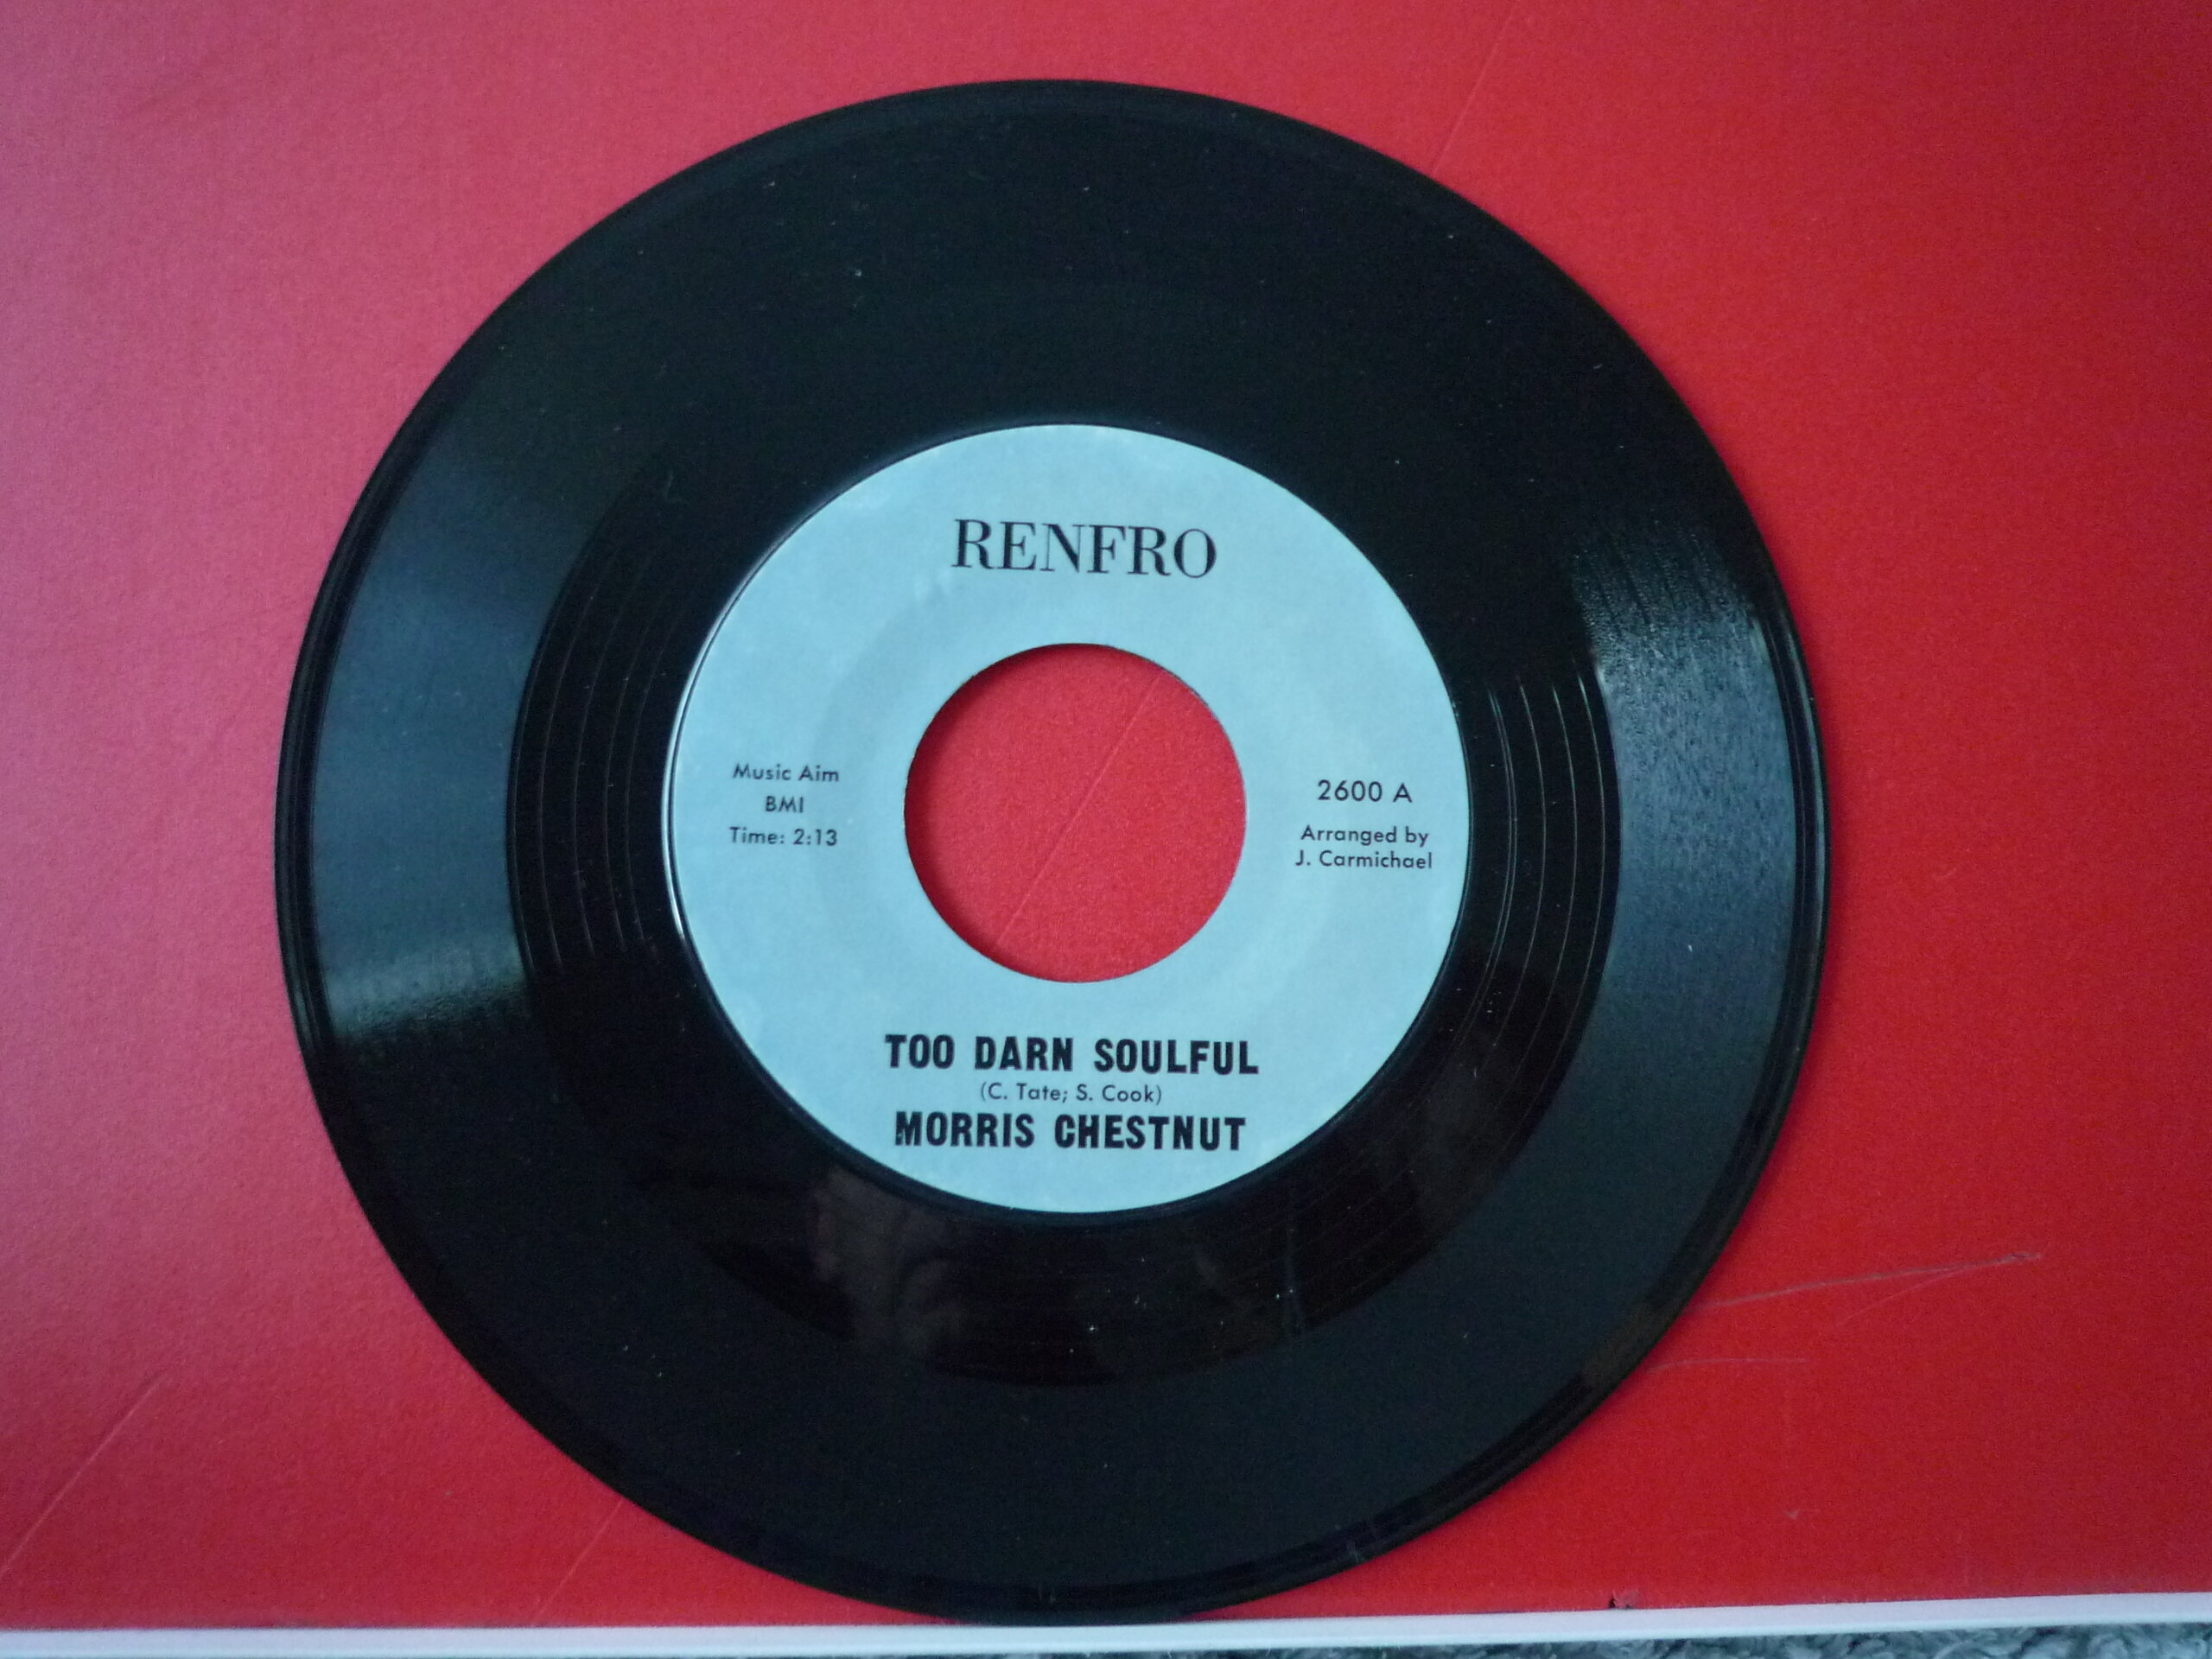 RENFRO
Music Aim
BMI
Time: 2:13
2600 A
Arranged by
J. Carmichael
TOO DARN SOULFUL
(C. Tate; S. Cook)
MORRIS CHESTNUT